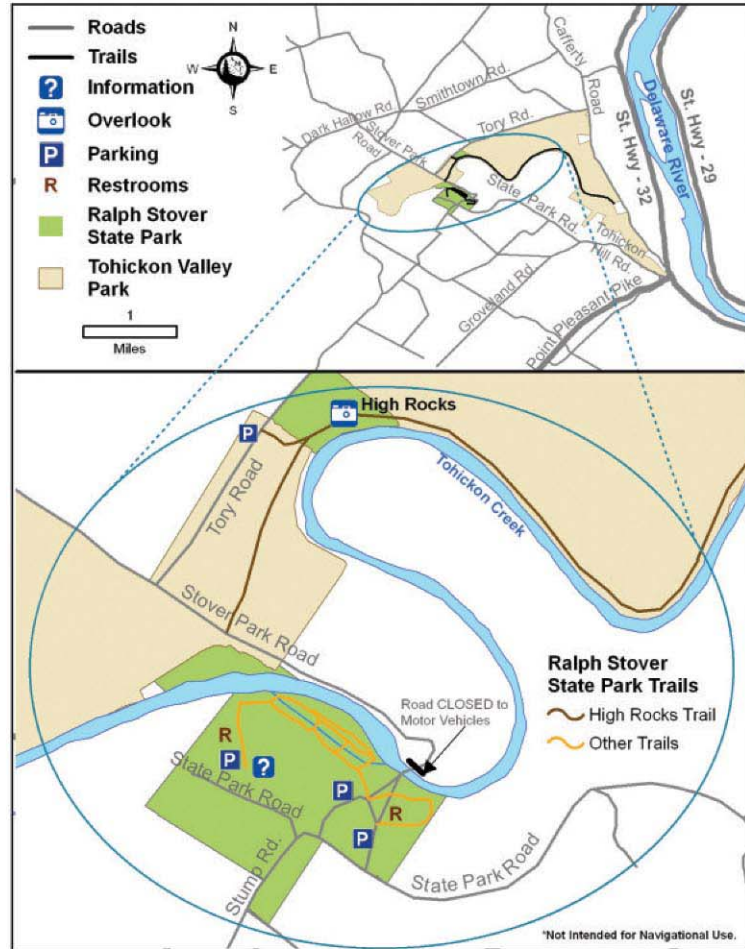 Roads
Trails
Information
Overlook
Parking
Restrooms
Ralph Stover
State Park
Tohickon Valley
Park
1
Miles
N
W
E
S
?
P
R
Dark Hallow Rd.
Smithtown Rd.
Cafferty
Road
Stover Park
Road
Tory Rd.
State Park Rd.
Tohickon
Hill Rd.
Groveland Rd.
Point Pleasant Pike
St. Hwy - 32
Delaware River
St. Hwy - 29
High Rocks
P
Tory Road
Tohickon Creek
Stover Park Road
Road CLOSED to
Motor Vehicles
Ralph Stover
State Park Trails
High Rocks Trail
Other Trails
R
P
?
State Park Road
P
R
P
Stump Rd.
State Park Road
*Not Intended for Navigational Use.